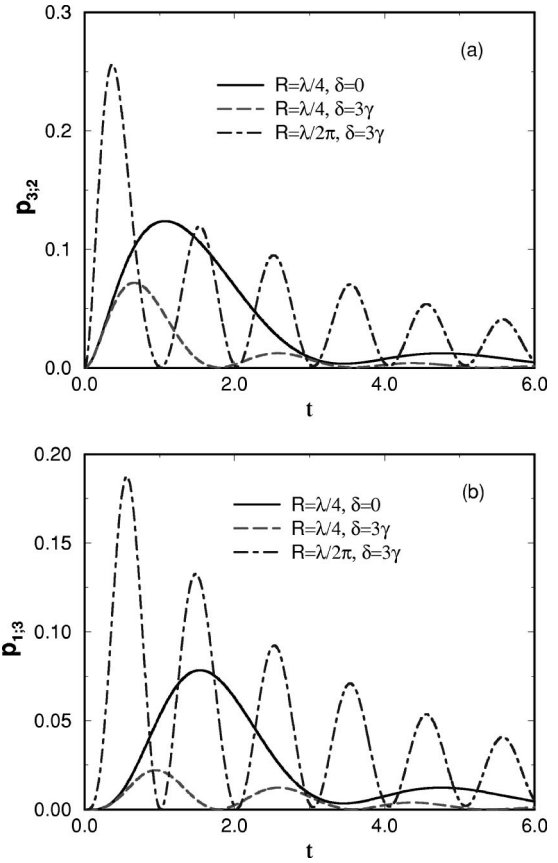 0.3
(a)
R=λ/4, δ=0
R=λ/4, δ=3γ
R=λ/2π, δ=3γ
0.2
p3;2
0.1
0.0
0.0 2.0 4.0 6.0
t
0.20
(b)
R=λ/4, δ=0
R=λ/4, δ=3γ
R=λ/2π, δ=3γ
0.15
p1;3
0.10
0.05
0.00
0.0 2.0 4.0 6.0
t